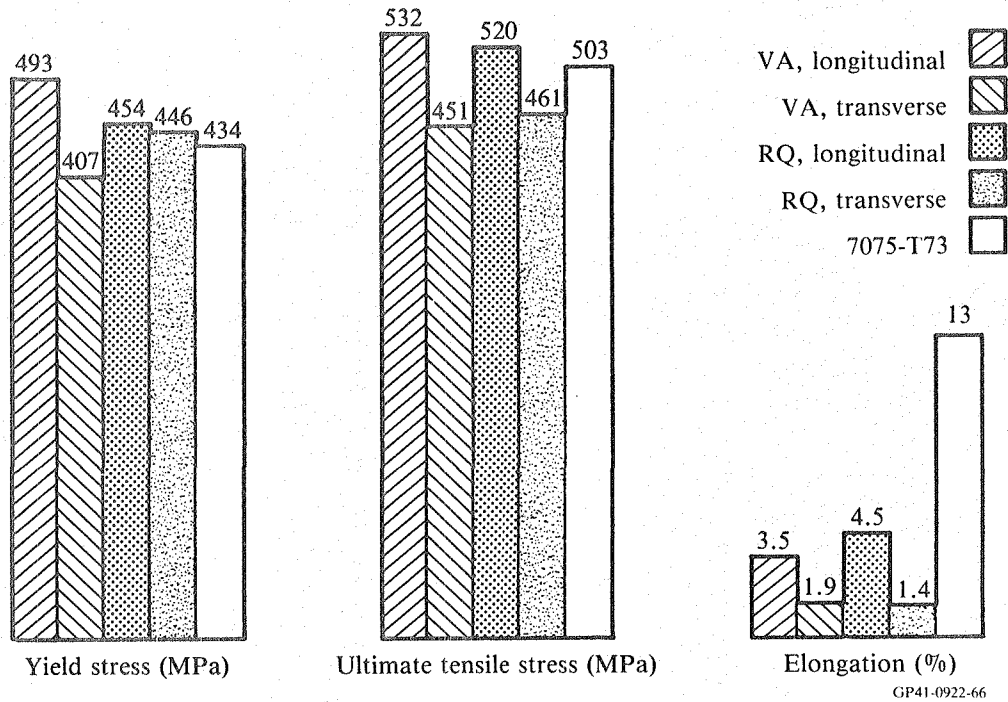 493
407
454
446
434
Yield stress (MPa)
532
451
520
461
503
Ultimate tensile stress (MPa)
VA, longitudinal
VA, transverse
RQ, longitudinal
RQ, transverse
7075-T73
3.5
1.9
4.5
1.4
13
Elongation (%)
GP41-0922-66